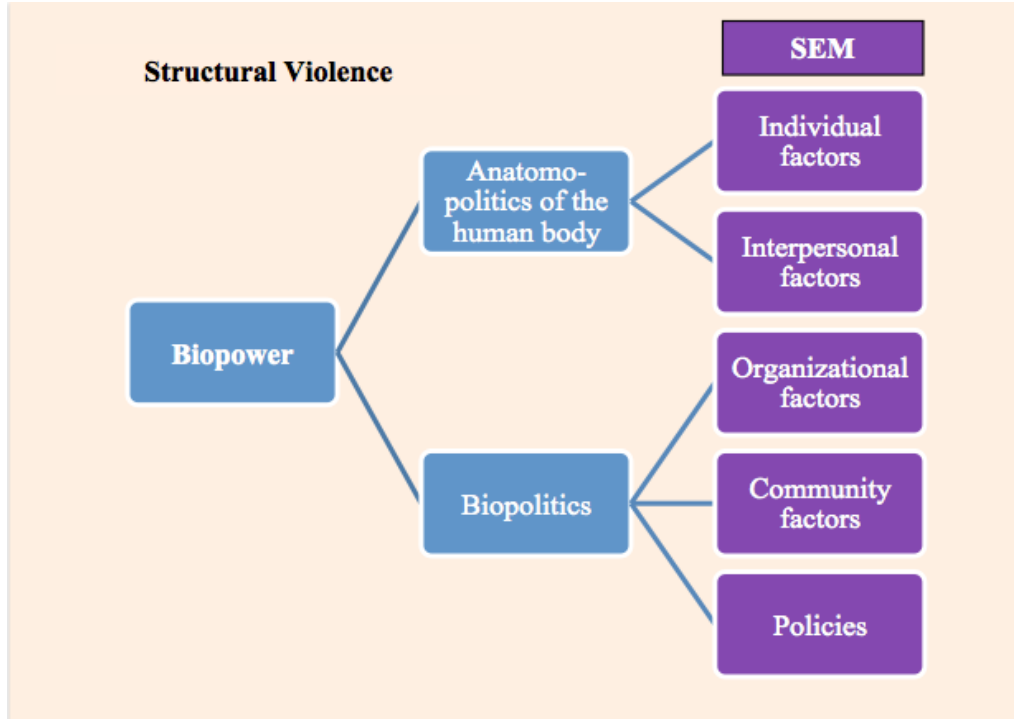 Structural Violence
SEM
Biopower
Anatomo-
politics of the
human body
Individual
factors
Interpersonal
factors
Biopolitics
Organizational
factors
Community
factors
Policies